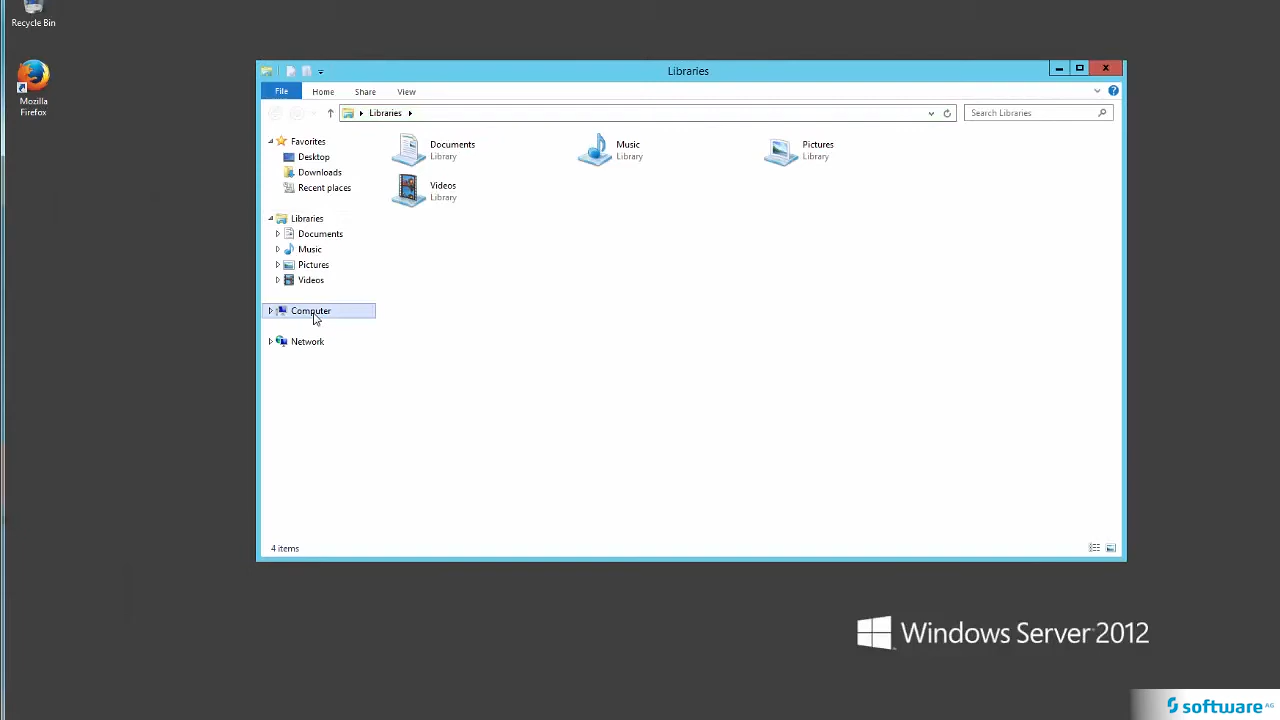 Recycle Bin
Mozilla
Firefox
Libraries
File Home Share View
Libraries
Search Libraries
Favorites
Desktop
Downloads
Recent places
Libraries
Documents
Music
Pictures
Videos
Computer
Network
Documents
Library
Music
Library
Pictures
Library
Videos
Library
4 items
Windows Server 2012
software AG